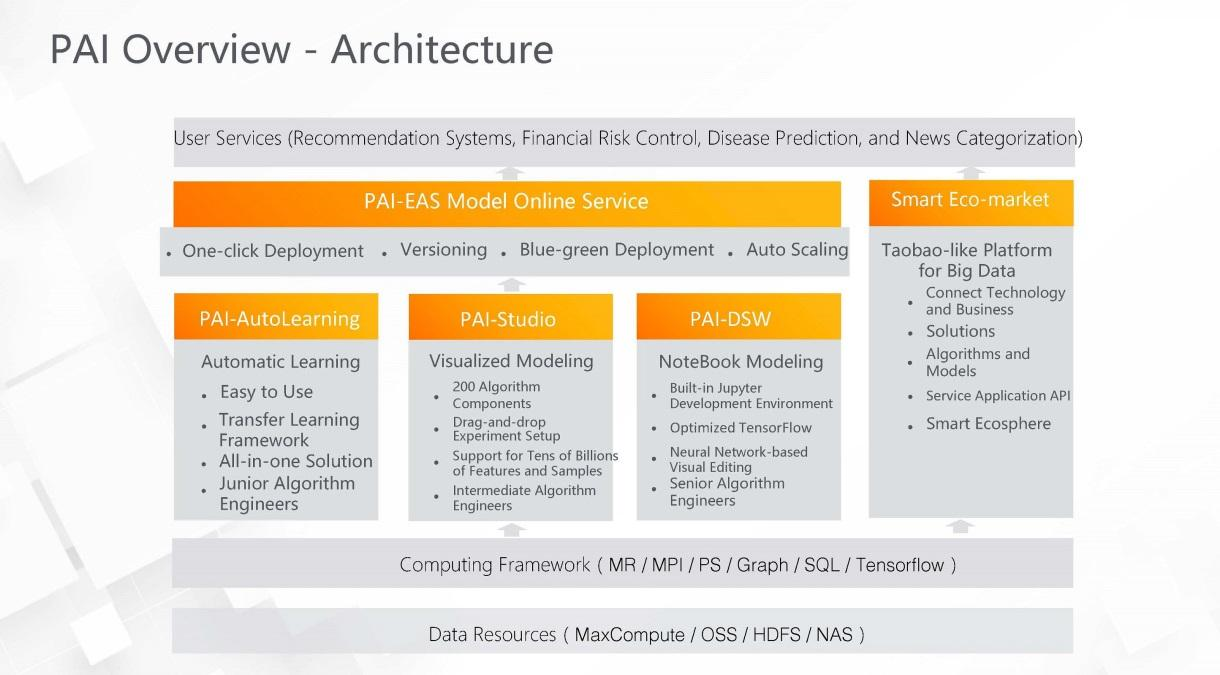 PAI Overview - Architecture
User Services (Recommendation Systems, Financial Risk Control, Disease Prediction, and News Categorization)
PAI-EAS Model Online Service
• One-click Deployment • Versioning • Blue-green Deployment • Auto Scaling
PAI-AutoLearning
Automatic Learning
• Easy to Use
• Transfer Learning
Framework
• All-in-one Solution
• Junior Algorithm
Engineers
PAI-Studio
Visualized Modeling
• 200 Algorithm
Components
• Drag-and-drop
Experiment Setup
• Support for Tens of Billions
of Features and Samples
• Intermediate Algorithm
Engineers
PAI-DSW
NoteBook Modeling
• Built-in Jupyter
Development Environment
• Optimized TensorFlow
• Neural Network-based
Visual Editing
• Senior Algorithm
Engineers
Smart Eco-market
Taobao-like Platform
for Big Data
• Connect Technology
and Business
• Solutions
• Algorithms and
Models
• Service Application API
• Smart Ecosphere
Computing Framework ( MR / MPI / PS / Graph / SQL / Tensorflow )
Data Resources ( MaxCompute / OSS / HDFS / NAS )